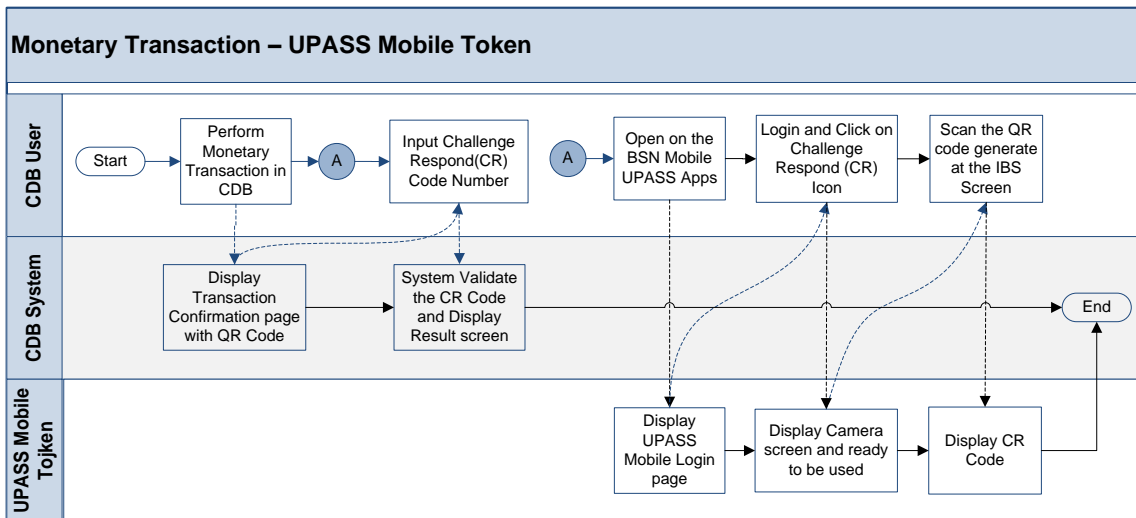 Monetary Transaction – UPASS Mobile Token
CDB User
Start
Perform
Monetary
Transaction in
CDB
A
Input Challenge
Respond(CR)
Code Number
A
Open on the
BSN Mobile
UPASS Apps
Login and Click on
Challenge
Respond (CR)
Icon
Scan the QR
code generate
at the IBS
Screen
CDB System
Display
Transaction
Confirmation page
with QR Code
System Validate
the CR Code
and Display
Result screen
End
UPASS Mobile
Tojken
Display
UPASS
Mobile Login
page
Display Camera
screen and ready
to be used
Display CR
Code